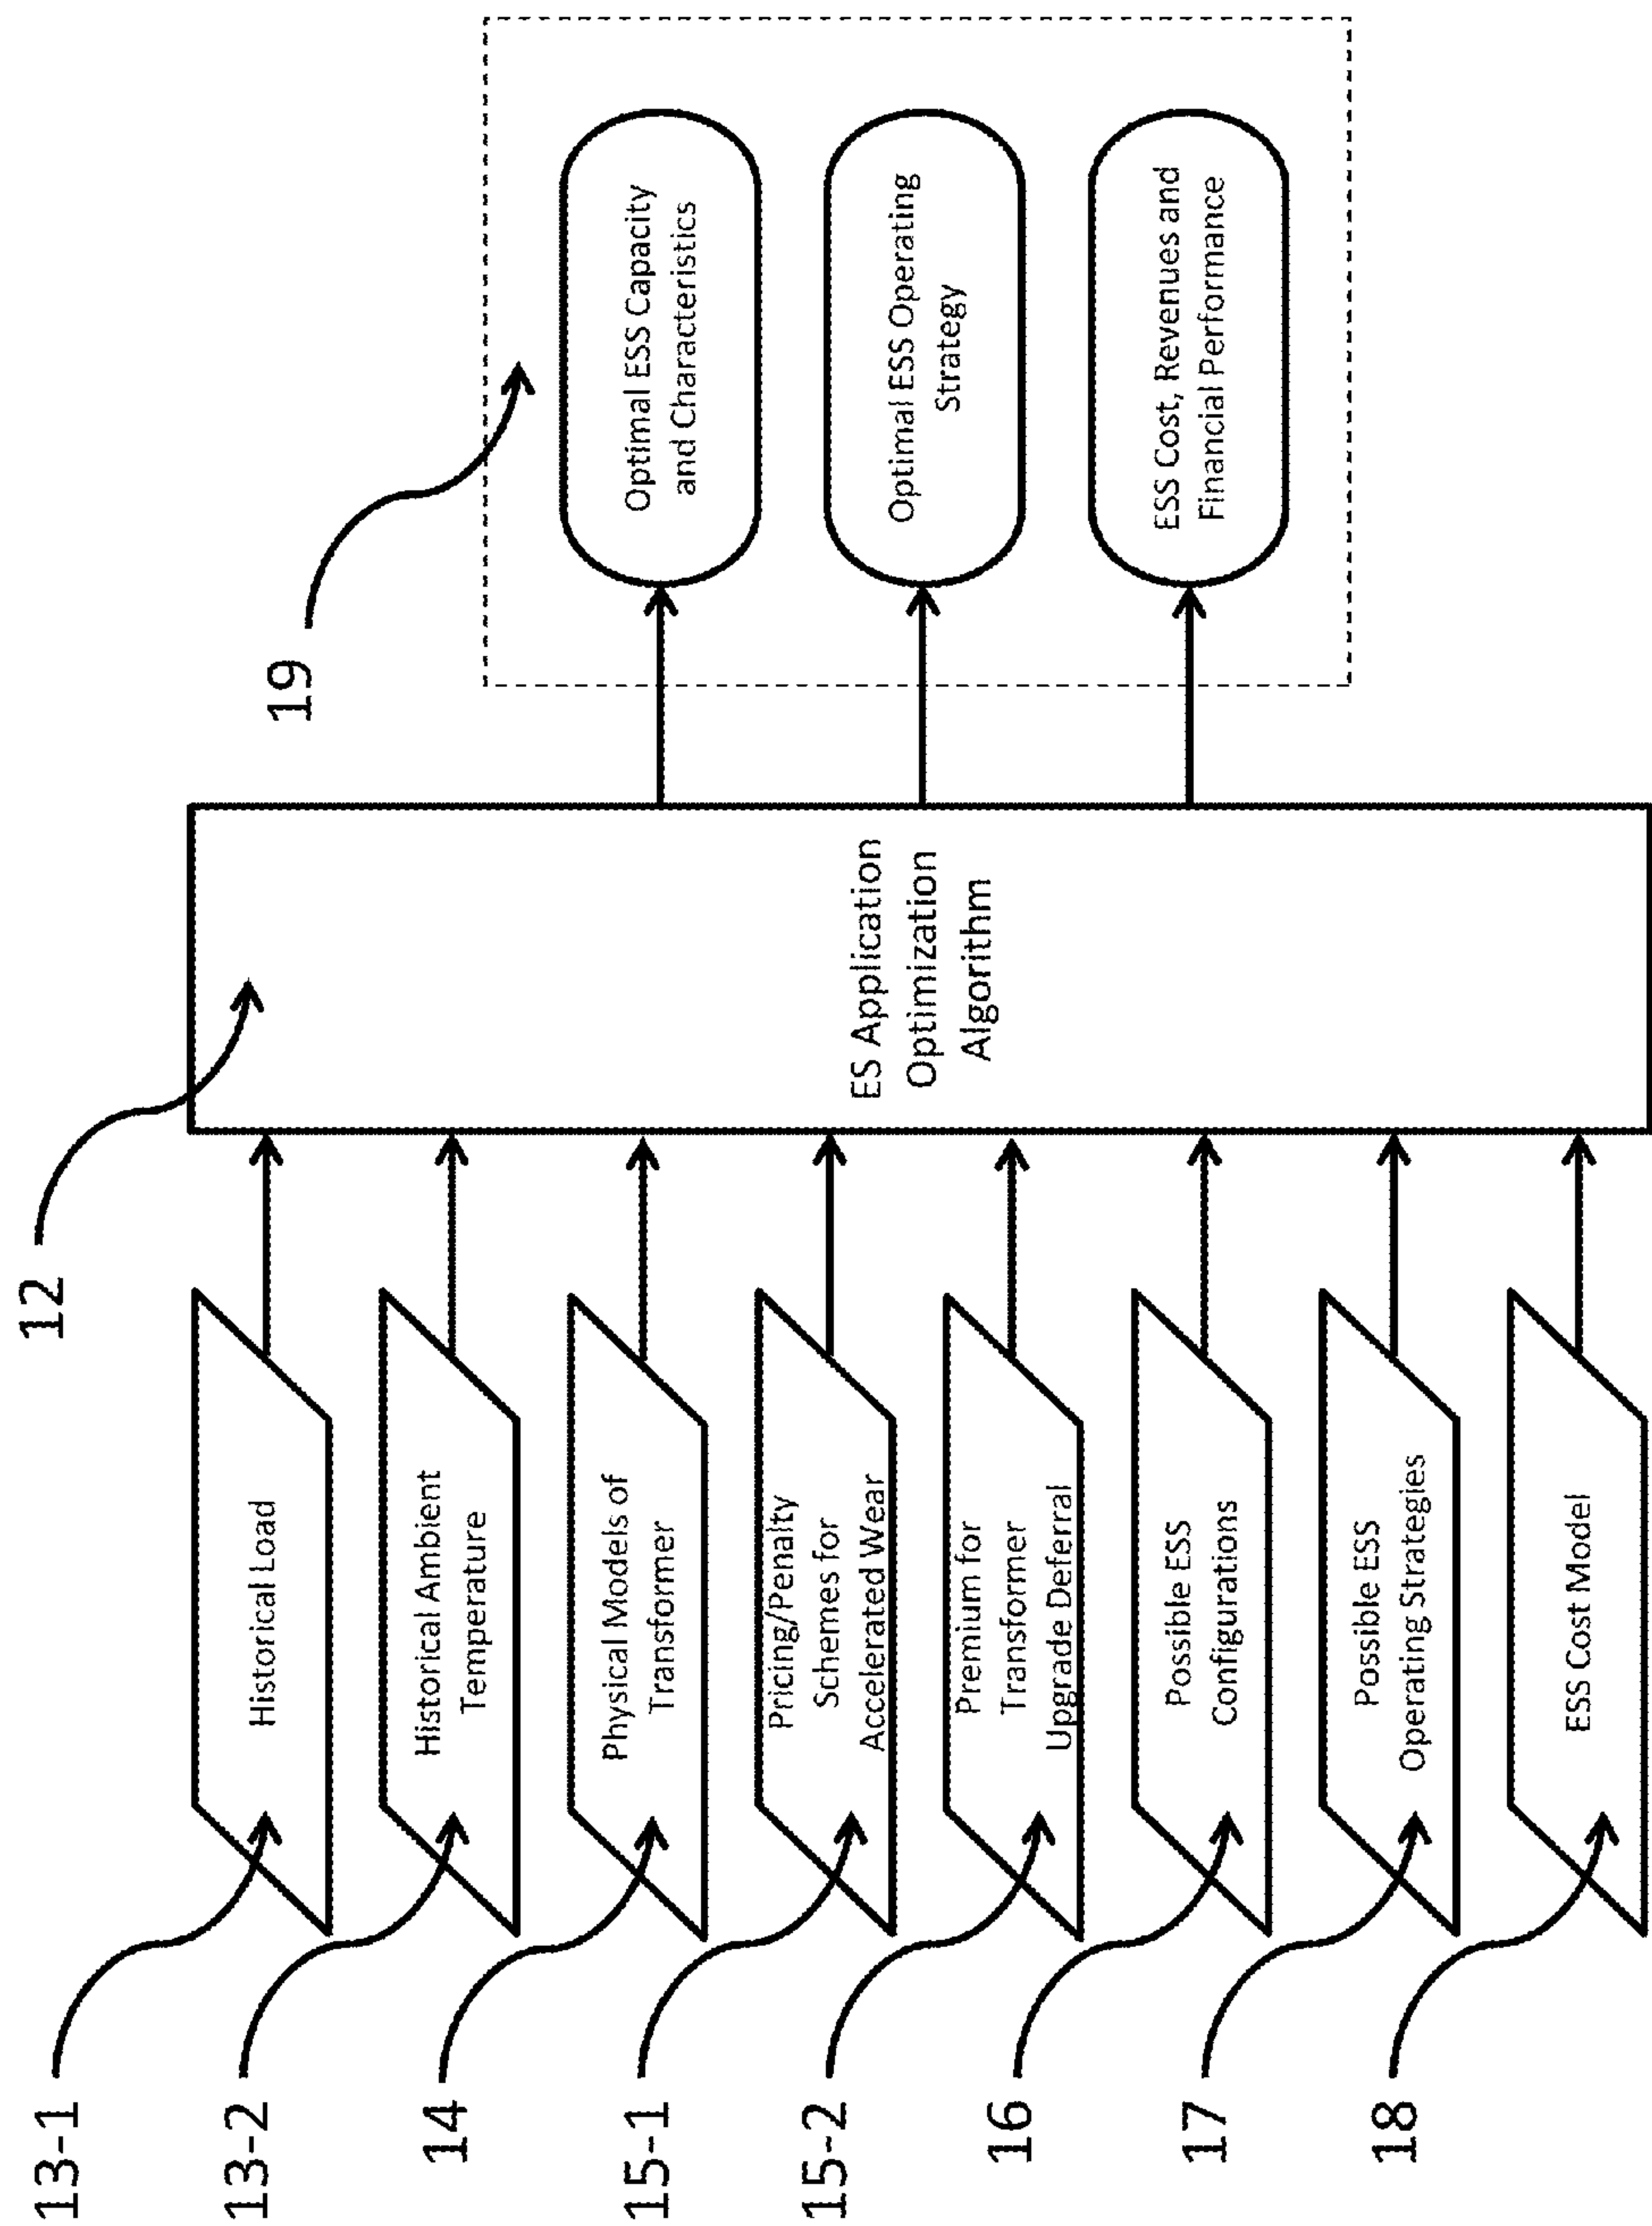 12
19
13-1
Historical Load
13-2
Historical Ambient
Temperature
14
Physical Models of
Transformer
15-1
Pricing/Penalty
Schemes for
Accelerated Wear
15-2
Premium for
Transformer
Upgrade Deferral
16
Possible ESS
Configurations
17
Possible ESS
Operating Strategies
18
ESS Cost Model
ES Application
Optimization
Algorithm
Optimal ESS Capacity
and Characteristics
Optimal ESS Operating
Strategy
ESS Cost, Revenues and
Financial Performance